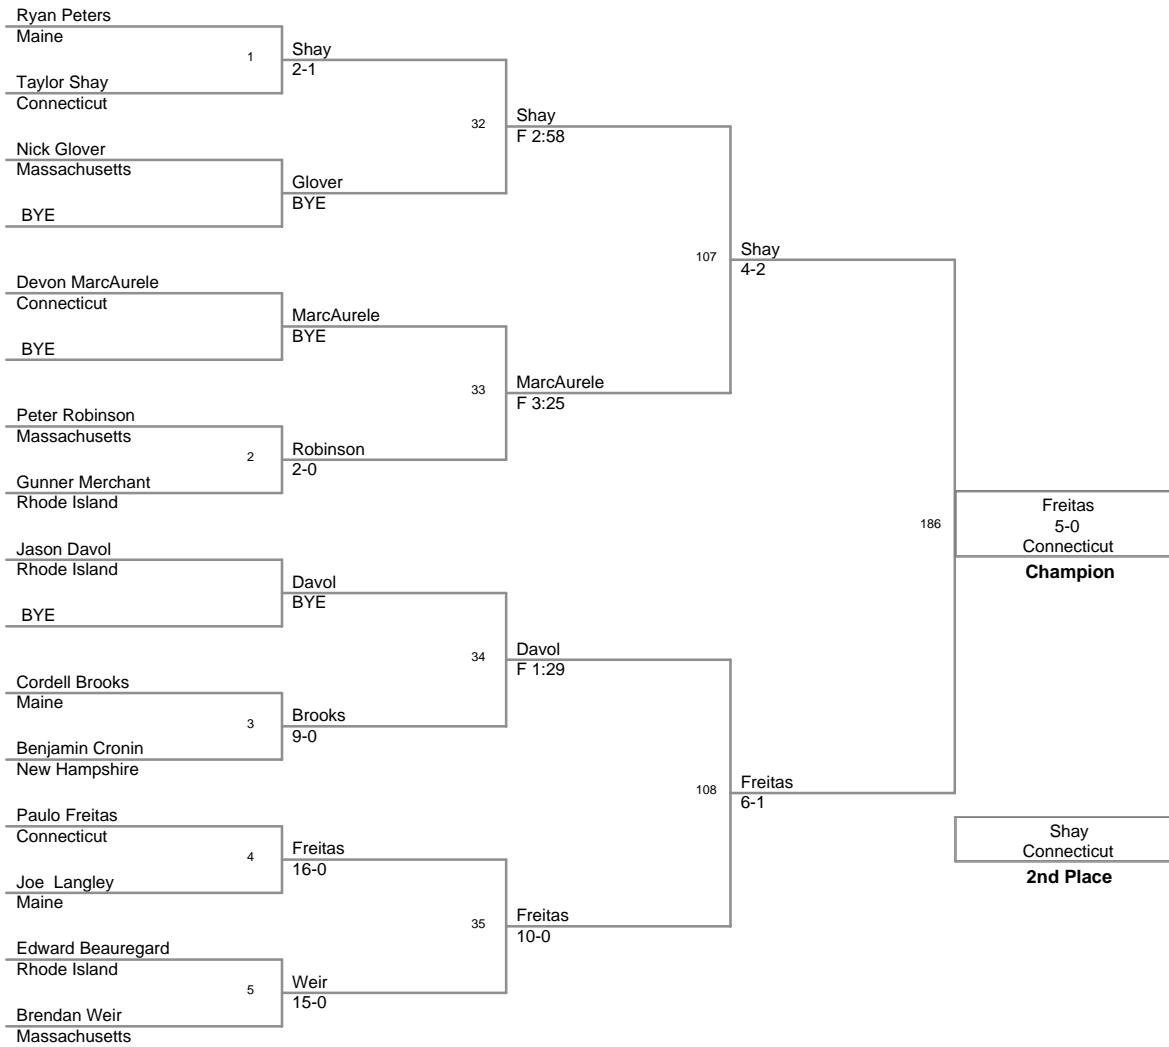 Ryan Peters
Maine
1
Shay
2-1
Taylor Shay
Connecticut
32
Shay
F 2:58
Nick Glover
Massachusetts
Glover
BYE
BYE
107
Shay
4-2
Devon MarcAurele
Connecticut
MarcAurele
BYE
BYE
33
MarcAurele
F 3:25
Peter Robinson
Massachusetts
2
Robinson
2-0
Gunner Merchant
Rhode Island
186
Freitas
5-0
Connecticut
Champion
Jason Davol
Rhode Island
Davol
BYE
BYE
34
Davol
F 1:29
Cordell Brooks
Maine
3
Brooks
9-0
Benjamin Cronin
New Hampshire
108
Freitas
6-1
Paulo Freitas
Connecticut
4
Freitas
16-0
Joe  Langley
Maine
Shay
Connecticut
2nd Place
35
Freitas
10-0
Edward Beauregard
Rhode Island
5
Weir
15-0
Brendan Weir
Massachusetts